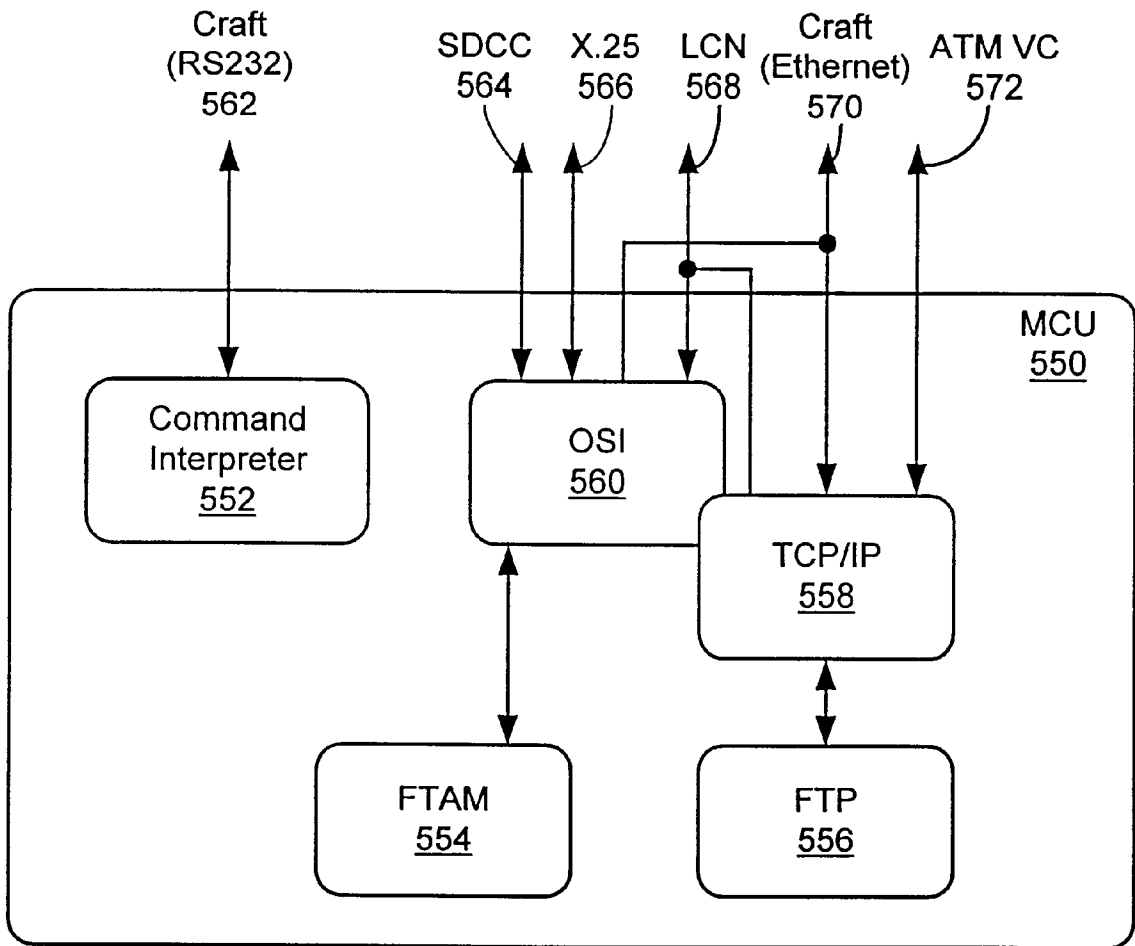 Craft
(RS232)
562
SDCC
564
X.25
566
LCN
568
Craft
(Ethernet)
570
ATM VC
572
MCU
550
Command
Interpreter
552
OSI
560
TCP/IP
558
FTAM
554
FTP
556